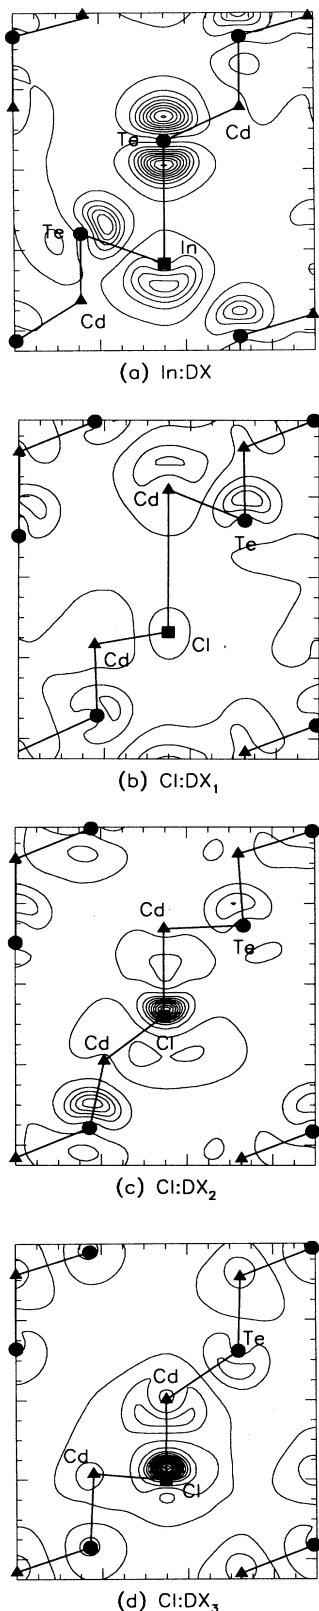 Te
Cd
Te
In
Cd
(a) In:DX
Cd
Te
Cl
Cd
(b) Cl:DX₁
Cd
Te
Cl
Cd
(c) Cl:DX₂
Te
Cd
Cd
Cl
(d) Cl:DX₃